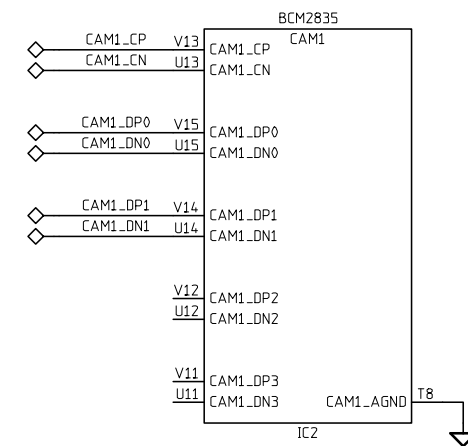 BCM2835
CAM1
CAM1_CP V13 CAM1_CP
CAM1_CN U13 CAM1_CN
CAM1_DP0 V15 CAM1_DP0
CAM1_DN0 U15 CAM1_DN0
CAM1_DP1 V14 CAM1_DP1
CAM1_DN1 U14 CAM1_DN1
V12 CAM1_DP2
U12 CAM1_DN2
V11 CAM1_DP3
U11 CAM1_DN3 CAM1_AGND T8
IC2